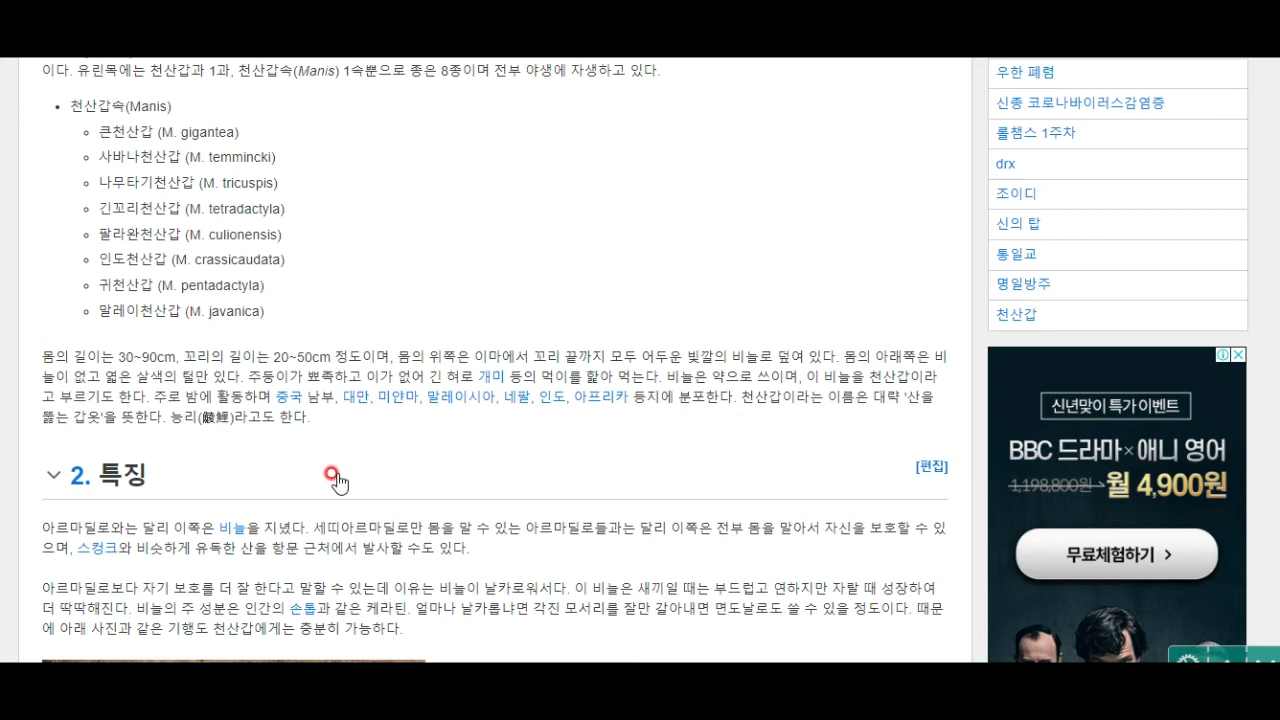 이다. 유린목에는 천산갑과 1과, 천산갑속(Manis) 1속뿐으로 종은 8종이며 전부 야생에 자생하고 있다.
천산갑속(Manis)
큰천산갑 (M. gigantea)
사바나천산갑 (M. temmincki)
나무타기천산갑 (M. tricuspis)
긴꼬리천산갑 (M. tetradactyla)
팔라완천산갑 (M. culionensis)
인도천산갑 (M. crassicaudata)
귀천산갑 (M. pentadactyla)
말레이천산갑 (M. javanica)
몸의 길이는 30~90cm, 꼬리의 길이는 20~50cm 정도이며, 몸의 위쪽은 이마에서 꼬리 끝까지 모두 어두운 빛깔의 비늘로 덮여 있다. 몸의 아래쪽은 비
늘이 없고 엷은 살색의 털만 있다. 주둥이가 뾰족하고 이가 없어 긴 혀로 개미 등의 먹이를 핥아 먹는다. 비늘은 약으로 쓰이며, 이 비늘을 천산갑이라
고 부르기도 한다. 주로 밤에 활동하며 중국 남부, 대만, 미얀마, 말레이시아, 네팔, 인도, 아프리카 등지에 분포한다. 천산갑이라는 이름은 대략 '산을
뚫는 갑옷'을 뜻한다. 능리(鯪鯉)라고도 한다.
2. 특징
[편집]
아르마딜로와는 달리 이쪽은 비늘을 지녔다. 세띠아르마딜로만 몸을 말 수 있는 아르마딜로들과는 달리 이쪽은 전부 몸을 말아서 자신을 보호할 수 있
으며, 스컹크와 비슷하게 유독한 산을 항문 근처에서 발사할 수도 있다.
아르마딜로보다 자기 보호를 더 잘 한다고 말할 수 있는데 이유는 비늘이 날카로워서다. 이 비늘은 새끼일 때는 부드럽고 연하지만 자랄 때 성장하여
더 딱딱해진다. 비늘의 주 성분은 인간의 손톱과 같은 케라틴. 얼마나 날카롭냐면 각진 모서리를 잘만 갈아내면 면도날로도 쓸 수 있을 정도이다. 때문
에 아래 사진과 같은 기행도 천산갑에게는 충분히 가능하다.
우한 폐렴
신종 코로나바이러스감염증
롤챔스 1주차
drx
조이디
신의 탑
통일교
명일방주
천산갑
신년맞이 특가 이벤트
BBC 드라마×애니 영어
1,198,800원→월 4,900원
무료체험하기 >